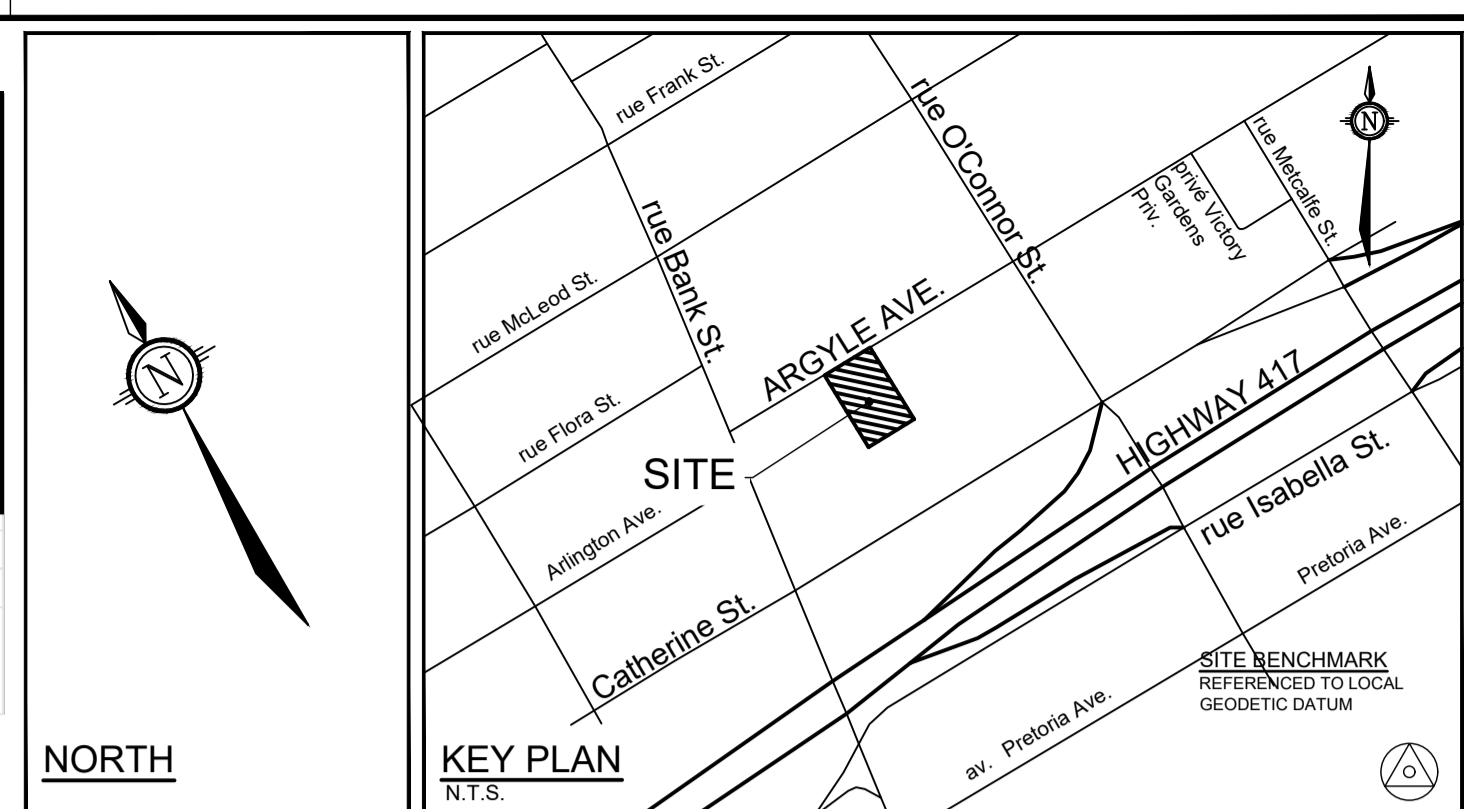 N
NORTH
rue Frank St.
rue O'Connor St.
N
rue Metcalfe St.
privé Victory
Gardens
Priv.
rue Bank St.
rue McLeod St.
ARGYLE AVE.
rue Flora St.
HIGHWAY 417
SITE
rue Isabella St.
Arlington Ave.
Pretoria Ave.
Catherine St.
SITE BENCHMARK
REFERENCED TO LOCAL
GEODETIC DATUM
av. Pretoria Ave.
KEY PLAN
N.T.S.